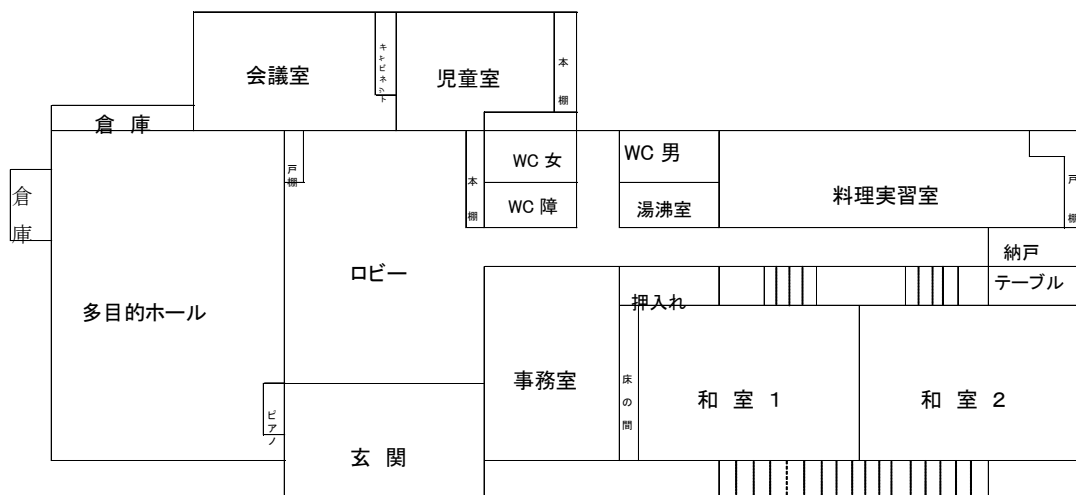 会議室
キャビネット
児童室
本棚
倉 庫
倉庫
戸棚
本棚
WC 女
WC 障
WC 男
湯沸室
料理実習室
戸棚
納戸
テーブル
ロビー
多目的ホール
押入れ
事務室
床の間
和 室 1
和 室 2
ピアノ
玄 関